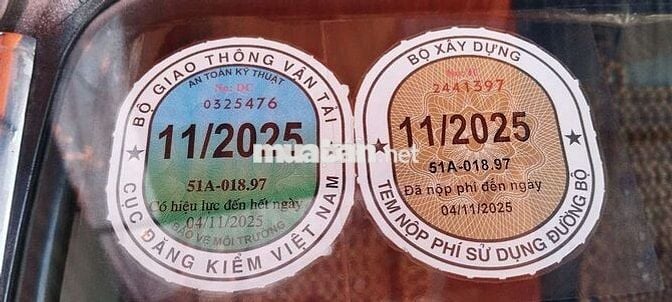 BỘ GIAO THÔNG VẬN TẢI
AN TOÀN KỸ THUẬT
No: DC
0325476
11/2025
51A-018.97
Có hiệu lực đến hết ngày
04/11/2025
BẢO VỆ MÔI TRƯỜNG
CỤC ĐĂNG KIỂM VIỆT NAM
BỘ XÂY DỰNG
2441397
11/2025
51A-018.97
Đã nộp phí đến ngày
04/11/2025
TEM NỘP PHÍ SỬ DỤNG ĐƯỜNG BỘ
muaban.net